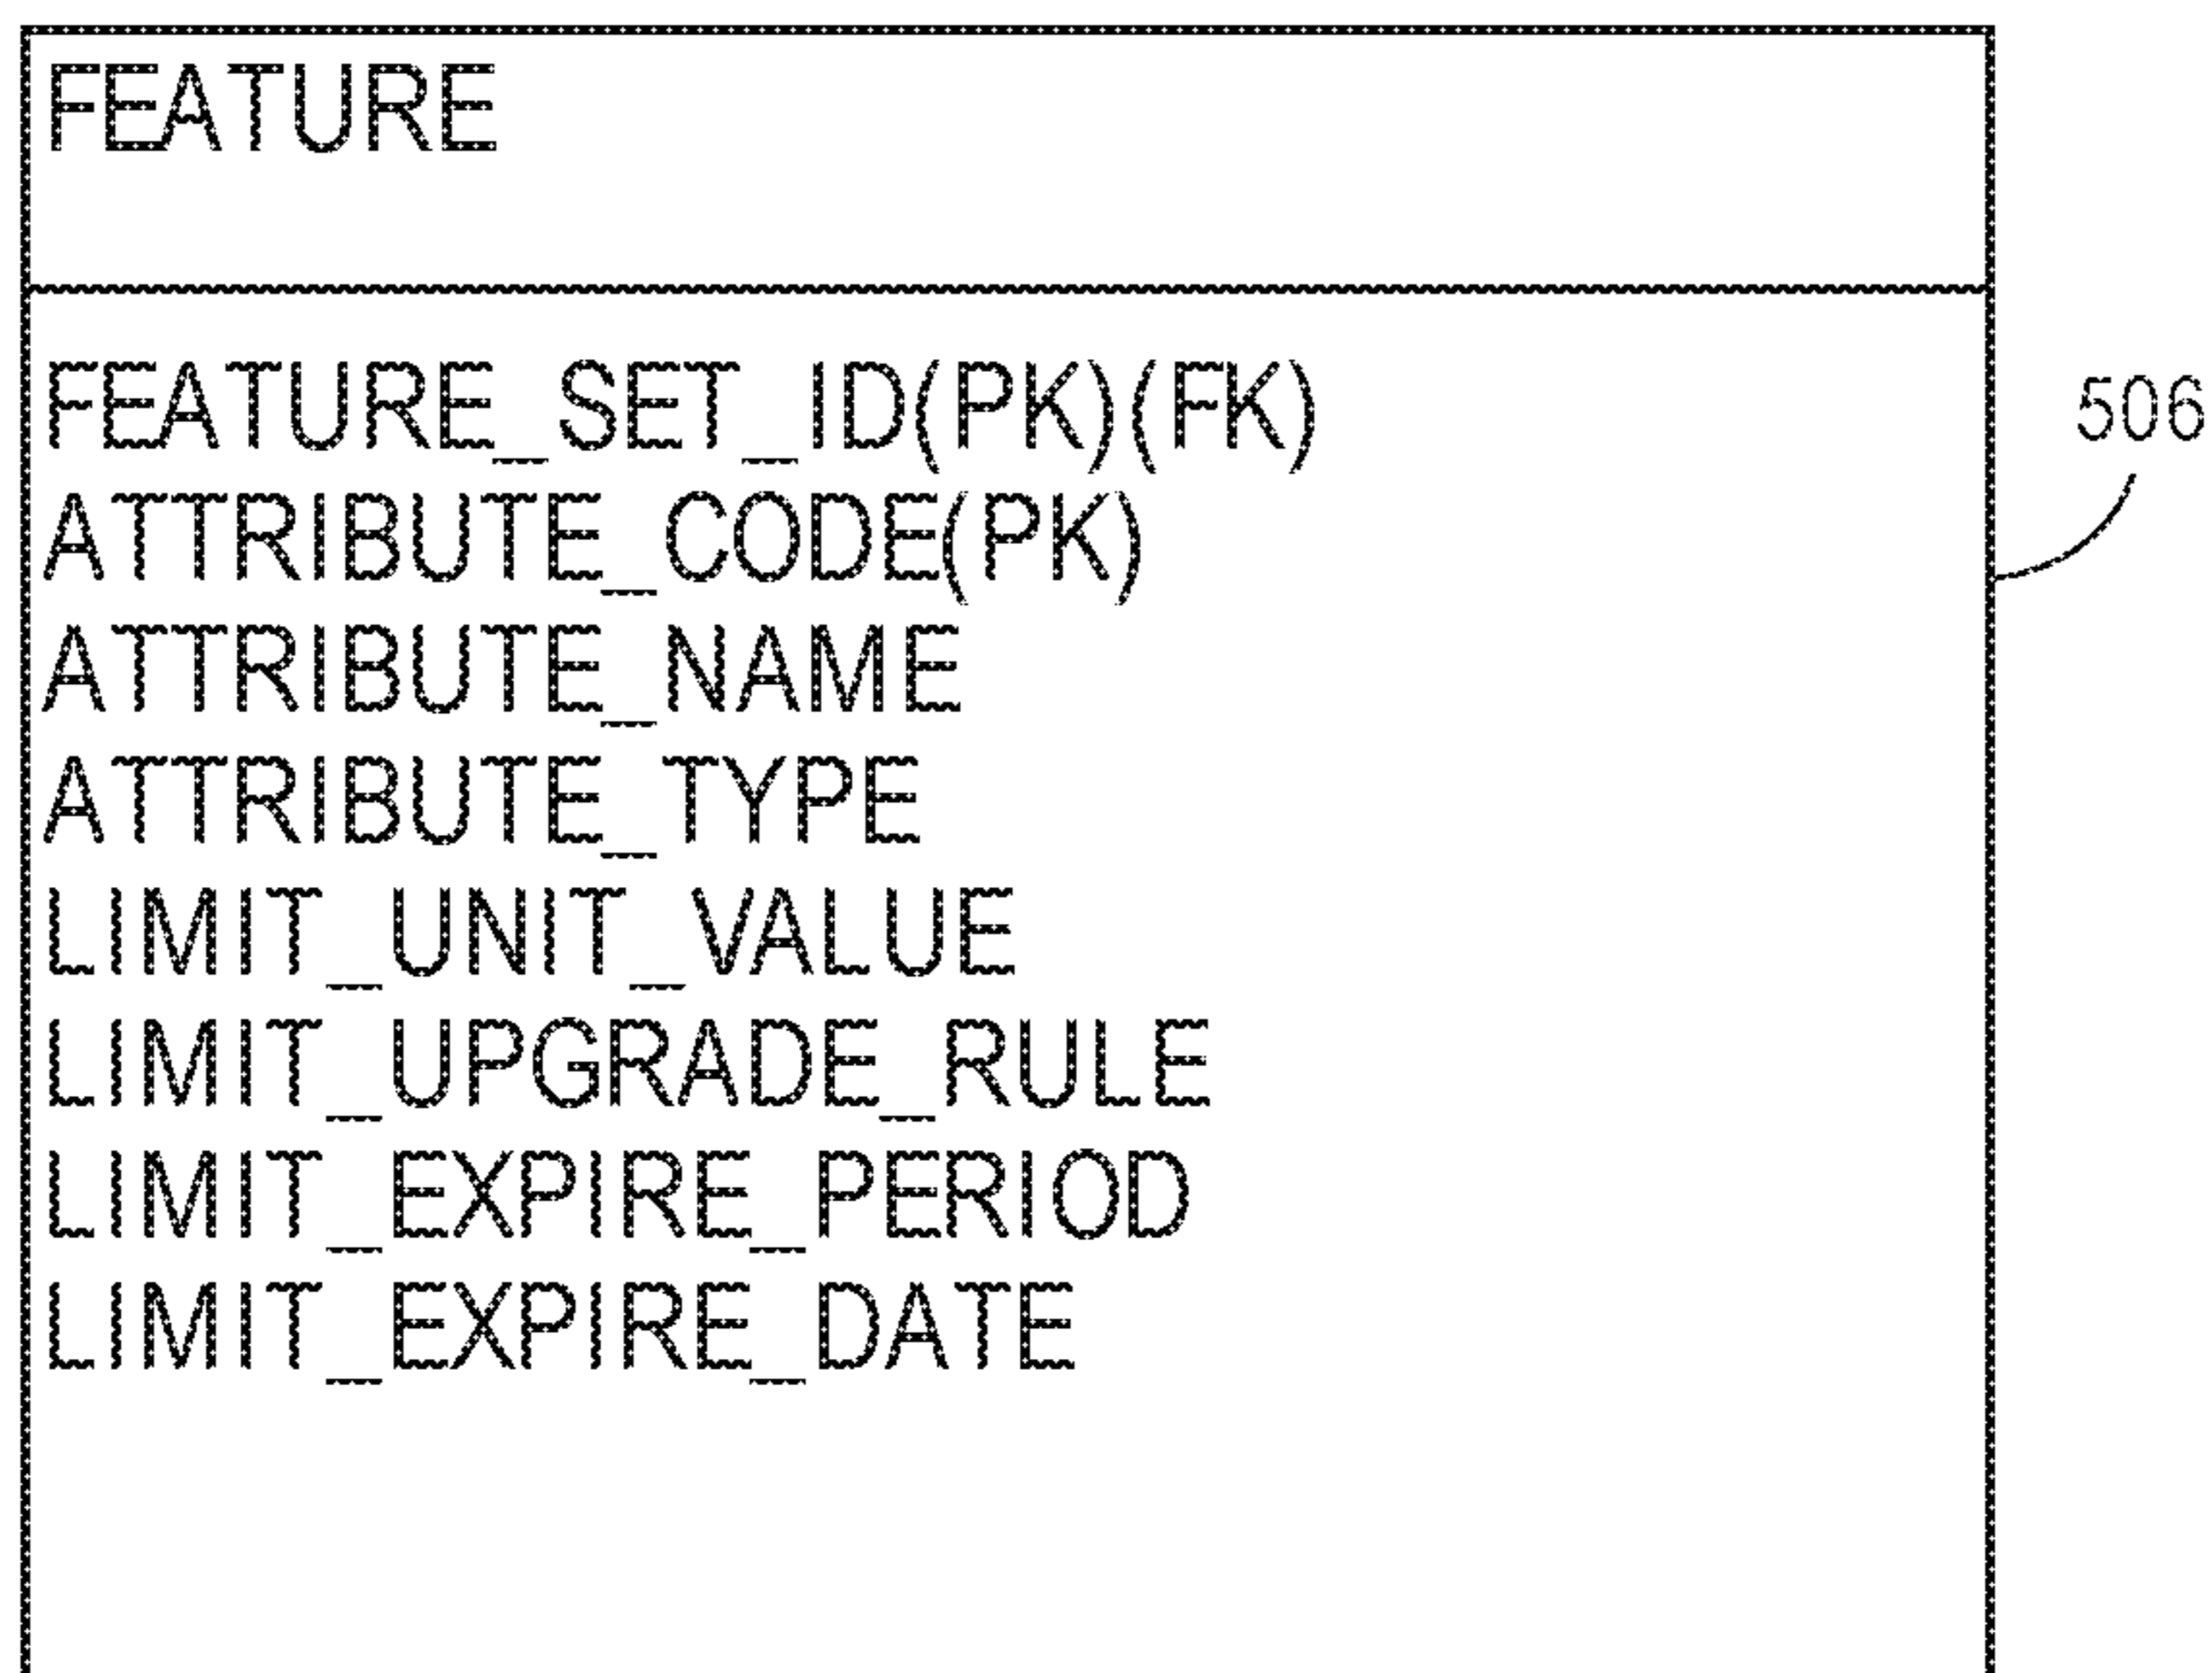 FEATURE
FEATURE_SET_ID(PK)(FK)
506
ATTRIBUTE_CODE(PK)
ATTRIBUTE_NAME
ATTRIBUTE_TYPE
LIMIT_UNIT_VALUE
LIMIT_UPGRADE_RULE
LIMIT_EXPIRE_PERIOD
LIMIT_EXPIRE_DATE